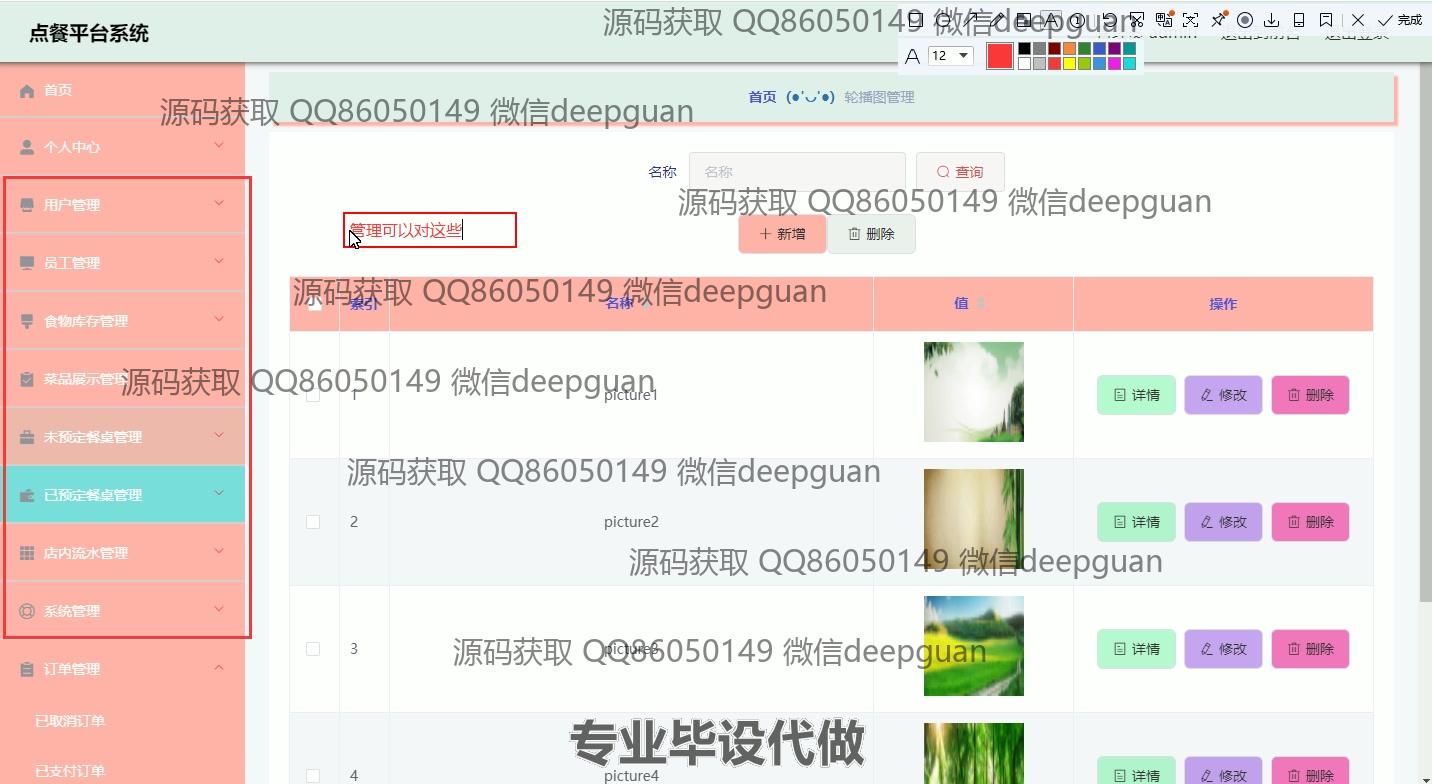 点餐平台系统
源码获取 QQ86050149 微信deepguan
完成
12
首页
首页 (●'◡'●) 轮播图管理
源码获取 QQ86050149 微信deepguan
个人中心
名称 名称 查询
用户管理
源码获取 QQ86050149 微信deepguan
管理可以对这些
新增 删除
员工管理
源码获取 QQ86050149 微信deepguan
索引 名称 值 操作
食物库存管理
菜品展示管理
源码获取 QQ86050149 微信deepguan
1 picture1 详情 修改 删除
未预定餐桌管理
源码获取 QQ86050149 微信deepguan
已预定餐桌管理
2 picture2 详情 修改 删除
店内流水管理
源码获取 QQ86050149 微信deepguan
系统管理
3 picture3 详情 修改 删除
源码获取 QQ86050149 微信deepguan
订单管理
已取消订单
专业毕设代做
已支付订单
4 picture4 详情 修改 删除